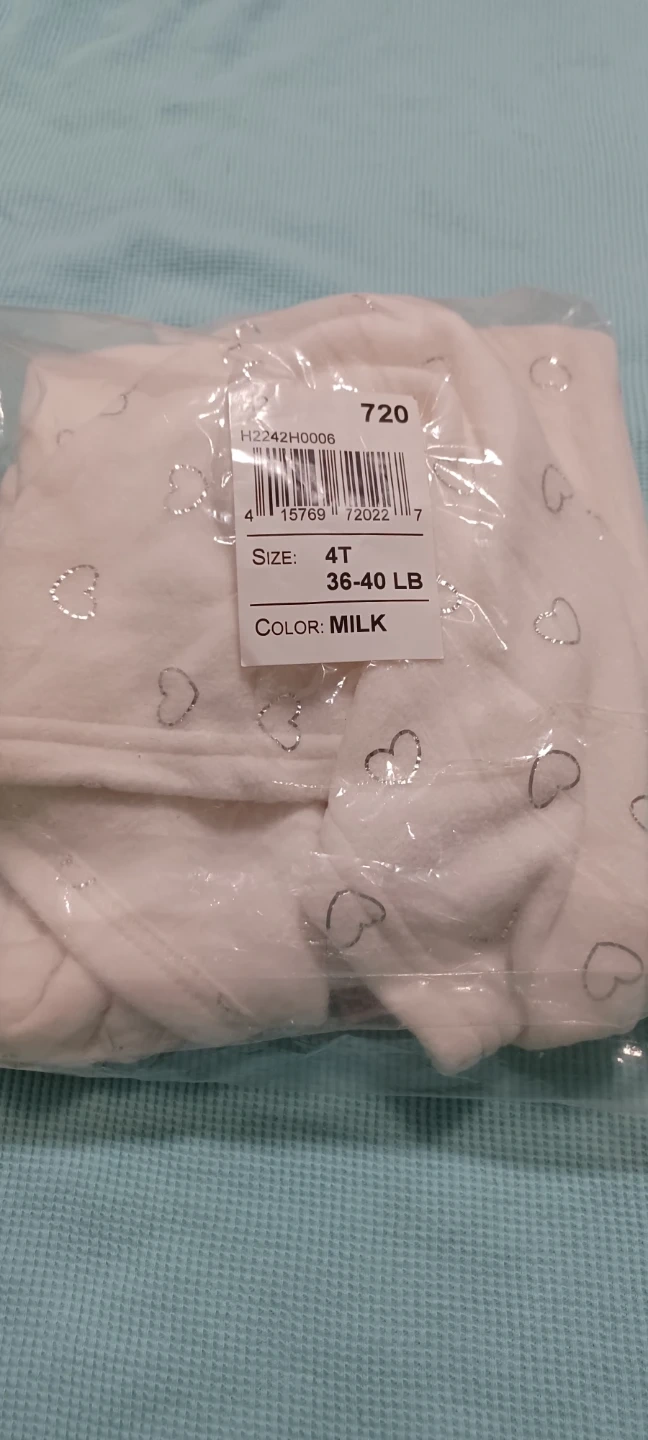 720
H2242H0006
4 15769 72022 7
SIZE: 4T
36-40 LB
COLOR: MILK